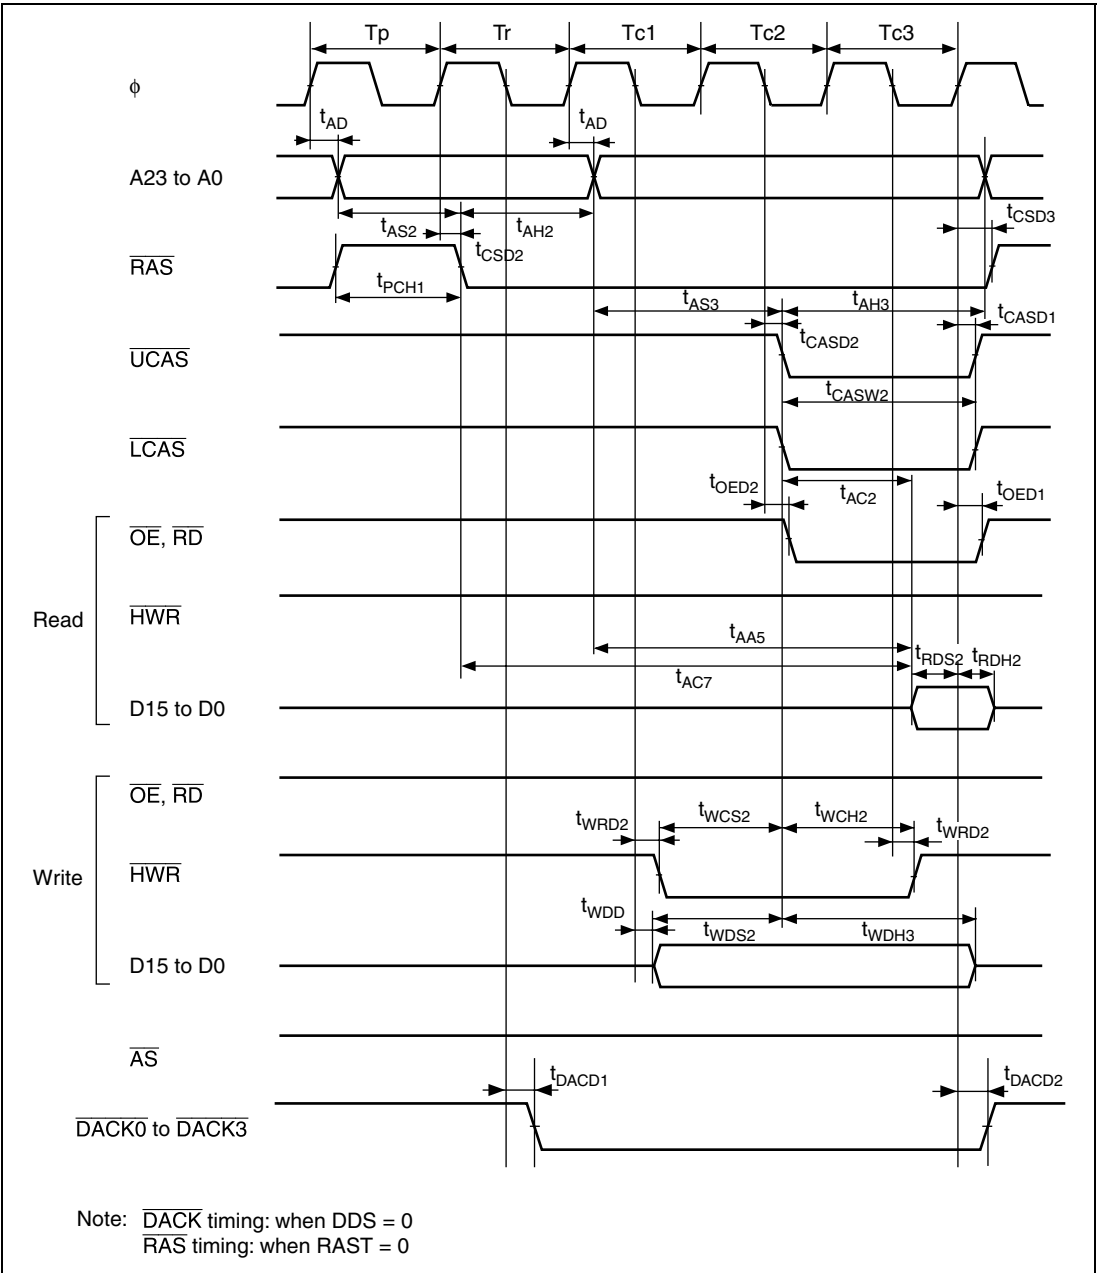 Tp Tr Tc1 Tc2 Tc3
ϕ
tAD tAD
A23 to A0
tAS2 tAH2 tCSD3
RAS tCSD2
tPCH1
tAS3 tAH3 tCASD1
UCAS tCASD2
tCASW2
LCAS
tOED2 tAC2 tOED1
OE, RD
Read HWR
tAA5
tRDS2 tRDH2
tAC7
D15 to D0
OE, RD
tWRD2 tWCS2 tWCH2 tWRD2
Write HWR
tWDD tWDS2 tWDH3
D15 to D0
AS
tDACD1 tDACD2
DACK0 to DACK3
Note: DACK timing: when DDS = 0
RAS timing: when RAST = 0